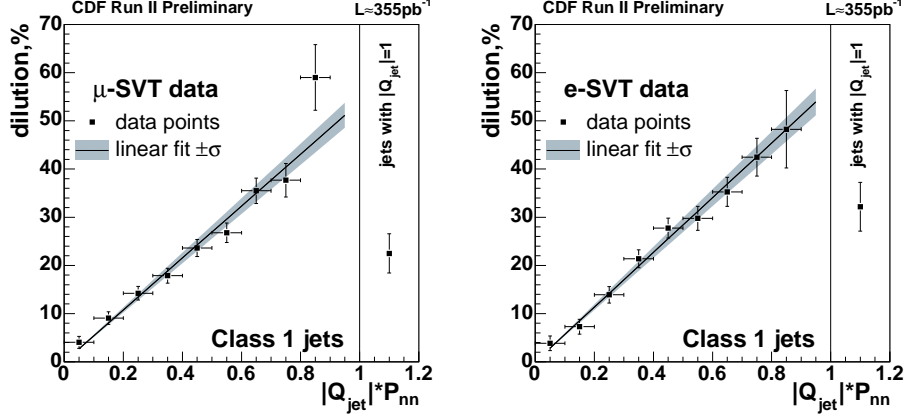 CDF Run II Preliminary
L≈355pb⁻¹
dilution,%
70
60
50
40
30
20
10
0
μ-SVT data
data points
linear fit ±σ
jets with |Q_jet|=1
Class 1 jets
0 0.2 0.4 0.6 0.8 1 1.2
|Q_jet|*P_nn
CDF Run II Preliminary
L≈355pb⁻¹
dilution,%
70
60
50
40
30
20
10
0
e-SVT data
data points
linear fit ±σ
jets with |Q_jet|=1
Class 1 jets
0 0.2 0.4 0.6 0.8 1 1.2
|Q_jet|*P_nn